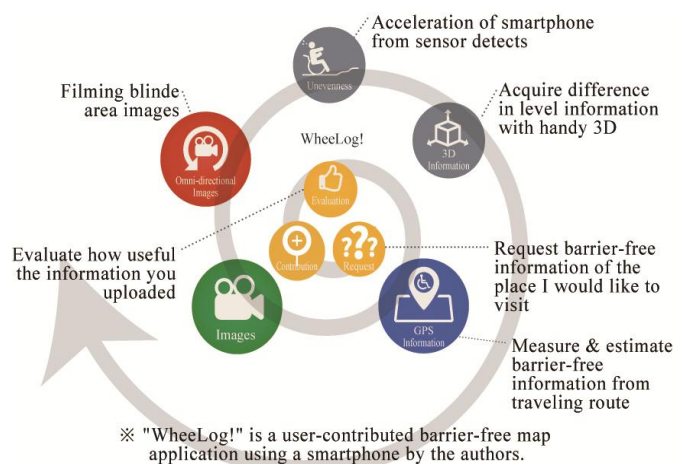 Acceleration of smartphone
from sensor detects
Unevenness
Filming blinde
area images
Acquire difference
in level information
with handy 3D
3D
Information
WheeLog!
Omni-directional
Images
Evaluation
Evaluate how useful
the information you
uploaded
Contribution
???
Request
Request barrier-free
information of the
place I would like to
visit
Images
GPS
Information
Measure & estimate
barrier-free
information from
traveling route
※ "WheeLog!" is a user-contributed barrier-free map
application using a smartphone by the authors.